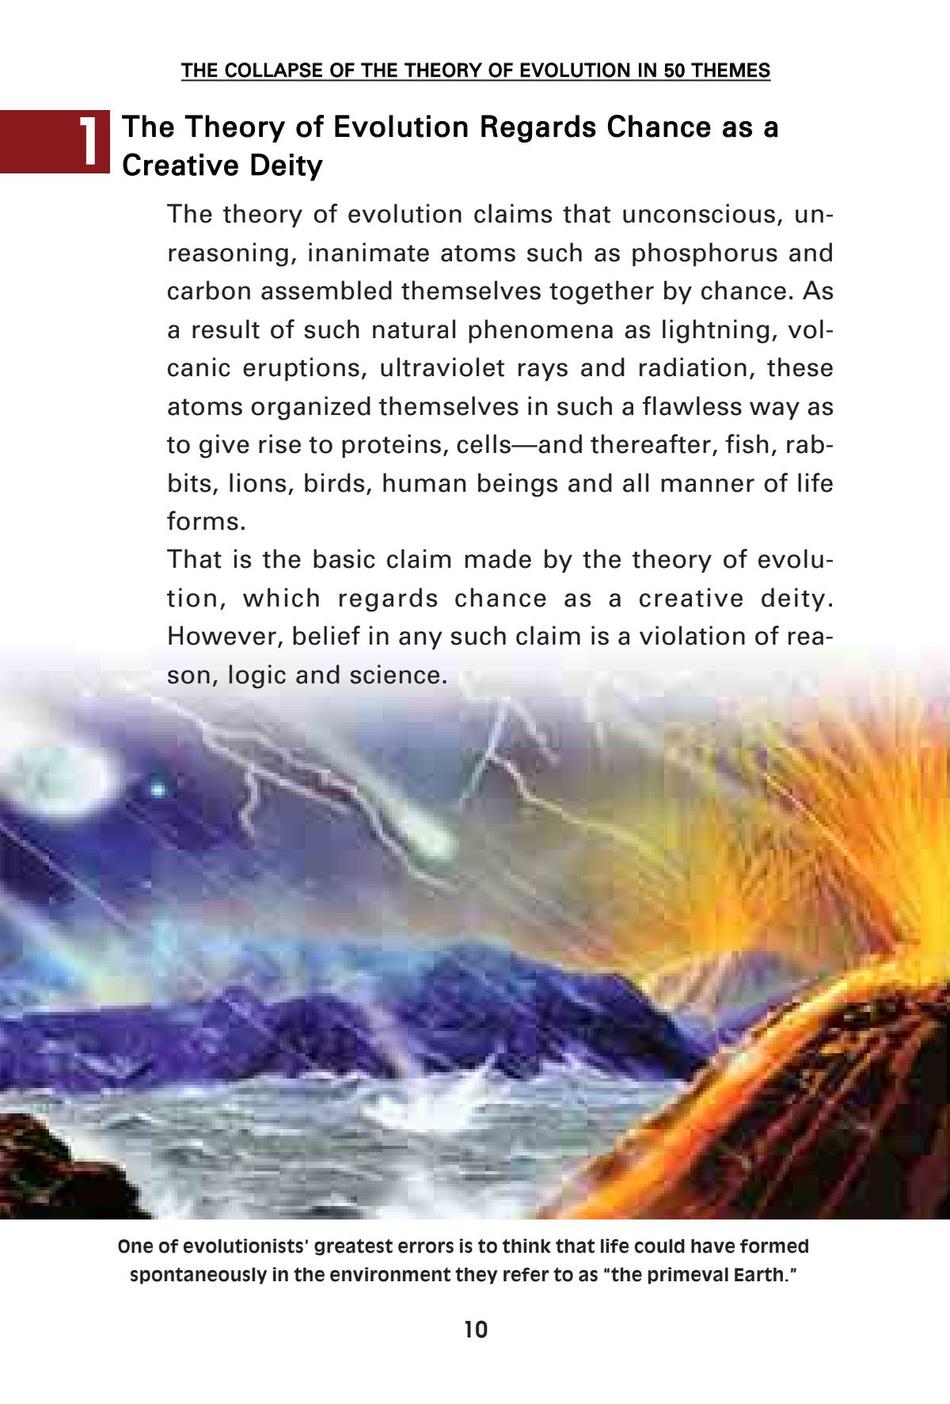 THE COLLAPSE OF THE THEORY OF EVOLUTION IN 50 THEMES
1
The Theory of Evolution Regards Chance as a
Creative Deity
The theory of evolution claims that unconscious, un-
reasoning, inanimate atoms such as phosphorus and
carbon assembled themselves together by chance. As
a result of such natural phenomena as lightning, vol-
canic eruptions, ultraviolet rays and radiation, these
atoms organized themselves in such a flawless way as
to give rise to proteins, cells—and thereafter, fish, rab-
bits, lions, birds, human beings and all manner of life
forms.
That is the basic claim made by the theory of evolu-
tion, which regards chance as a creative deity.
However, belief in any such claim is a violation of rea-
son, logic and science.
One of evolutionists' greatest errors is to think that life could have formed
spontaneously in the environment they refer to as "the primeval Earth."
10